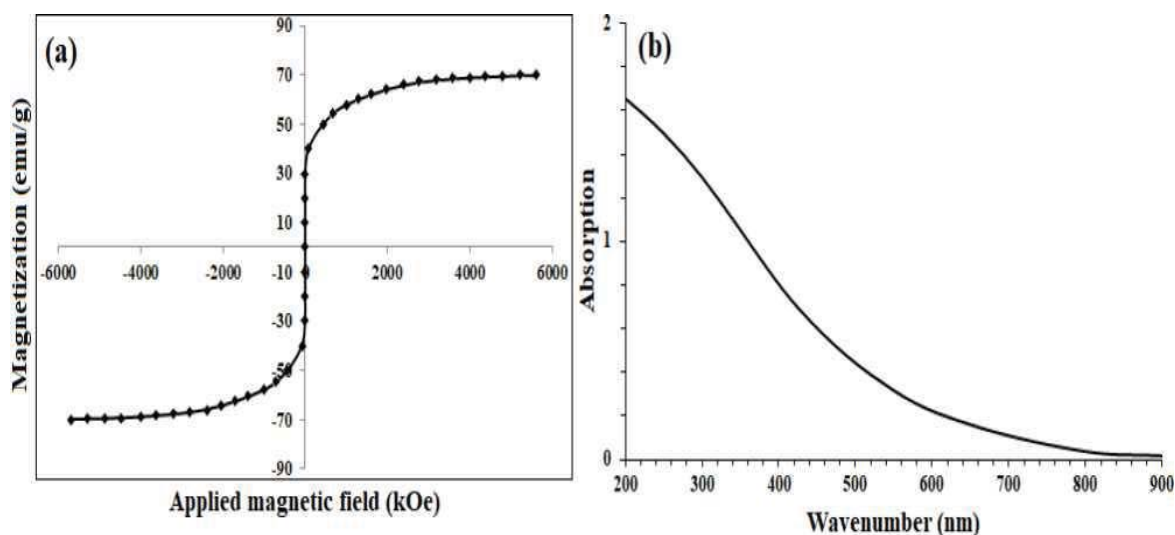 (a)
Magnetization (emu/g)
90
70
50
30
10
-10
-30
-50
-70
-90
-6000 -4000 -2000 0 2000 4000 6000
Applied magnetic field (kOe)
(b)
Absorption
2
1
0
200 300 400 500 600 700 800 900
Wavenumber (nm)